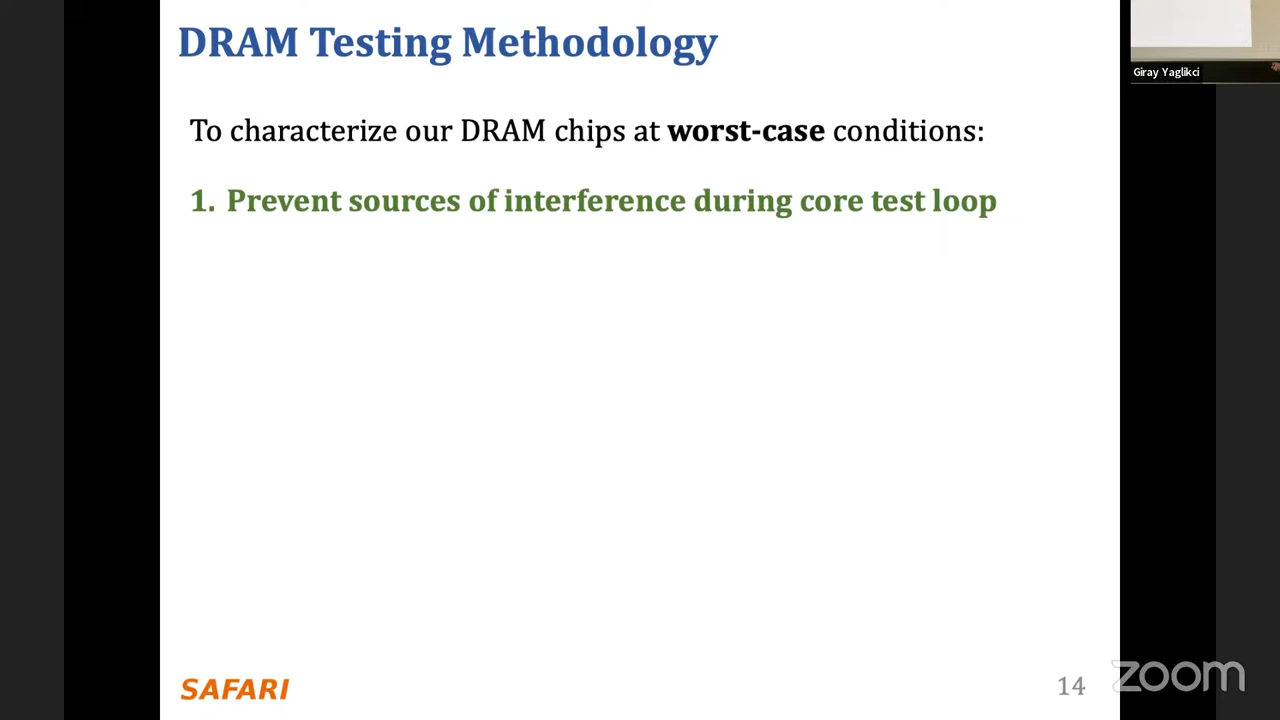 DRAM Testing Methodology
Giray Yaglikci
To characterize our DRAM chips at worst-case conditions:
1. Prevent sources of interference during core test loop
SAFARI
14
zoom